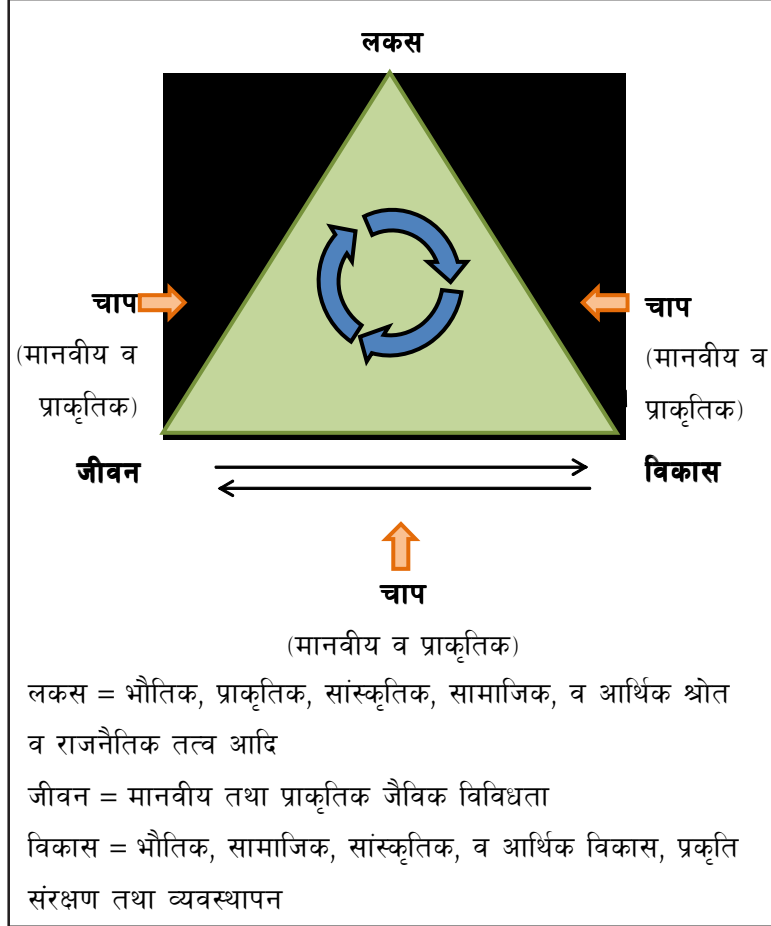 लकस
चाप
(मानवीय व
प्राकृतिक)
चाप
(मानवीय व
प्राकृतिक)
जीवन
विकास
चाप
(मानवीय व प्राकृतिक)
लकस = भौतिक, प्राकृतिक, सांस्कृतिक, सामाजिक, व आर्थिक श्रोत
व राजनैतिक तत्व आदि
जीवन = मानवीय तथा प्राकृतिक जैविक विविधता
विकास = भौतिक, सामाजिक, सांस्कृतिक, व आर्थिक विकास, प्रकृति
संरक्षण तथा व्यवस्थापन